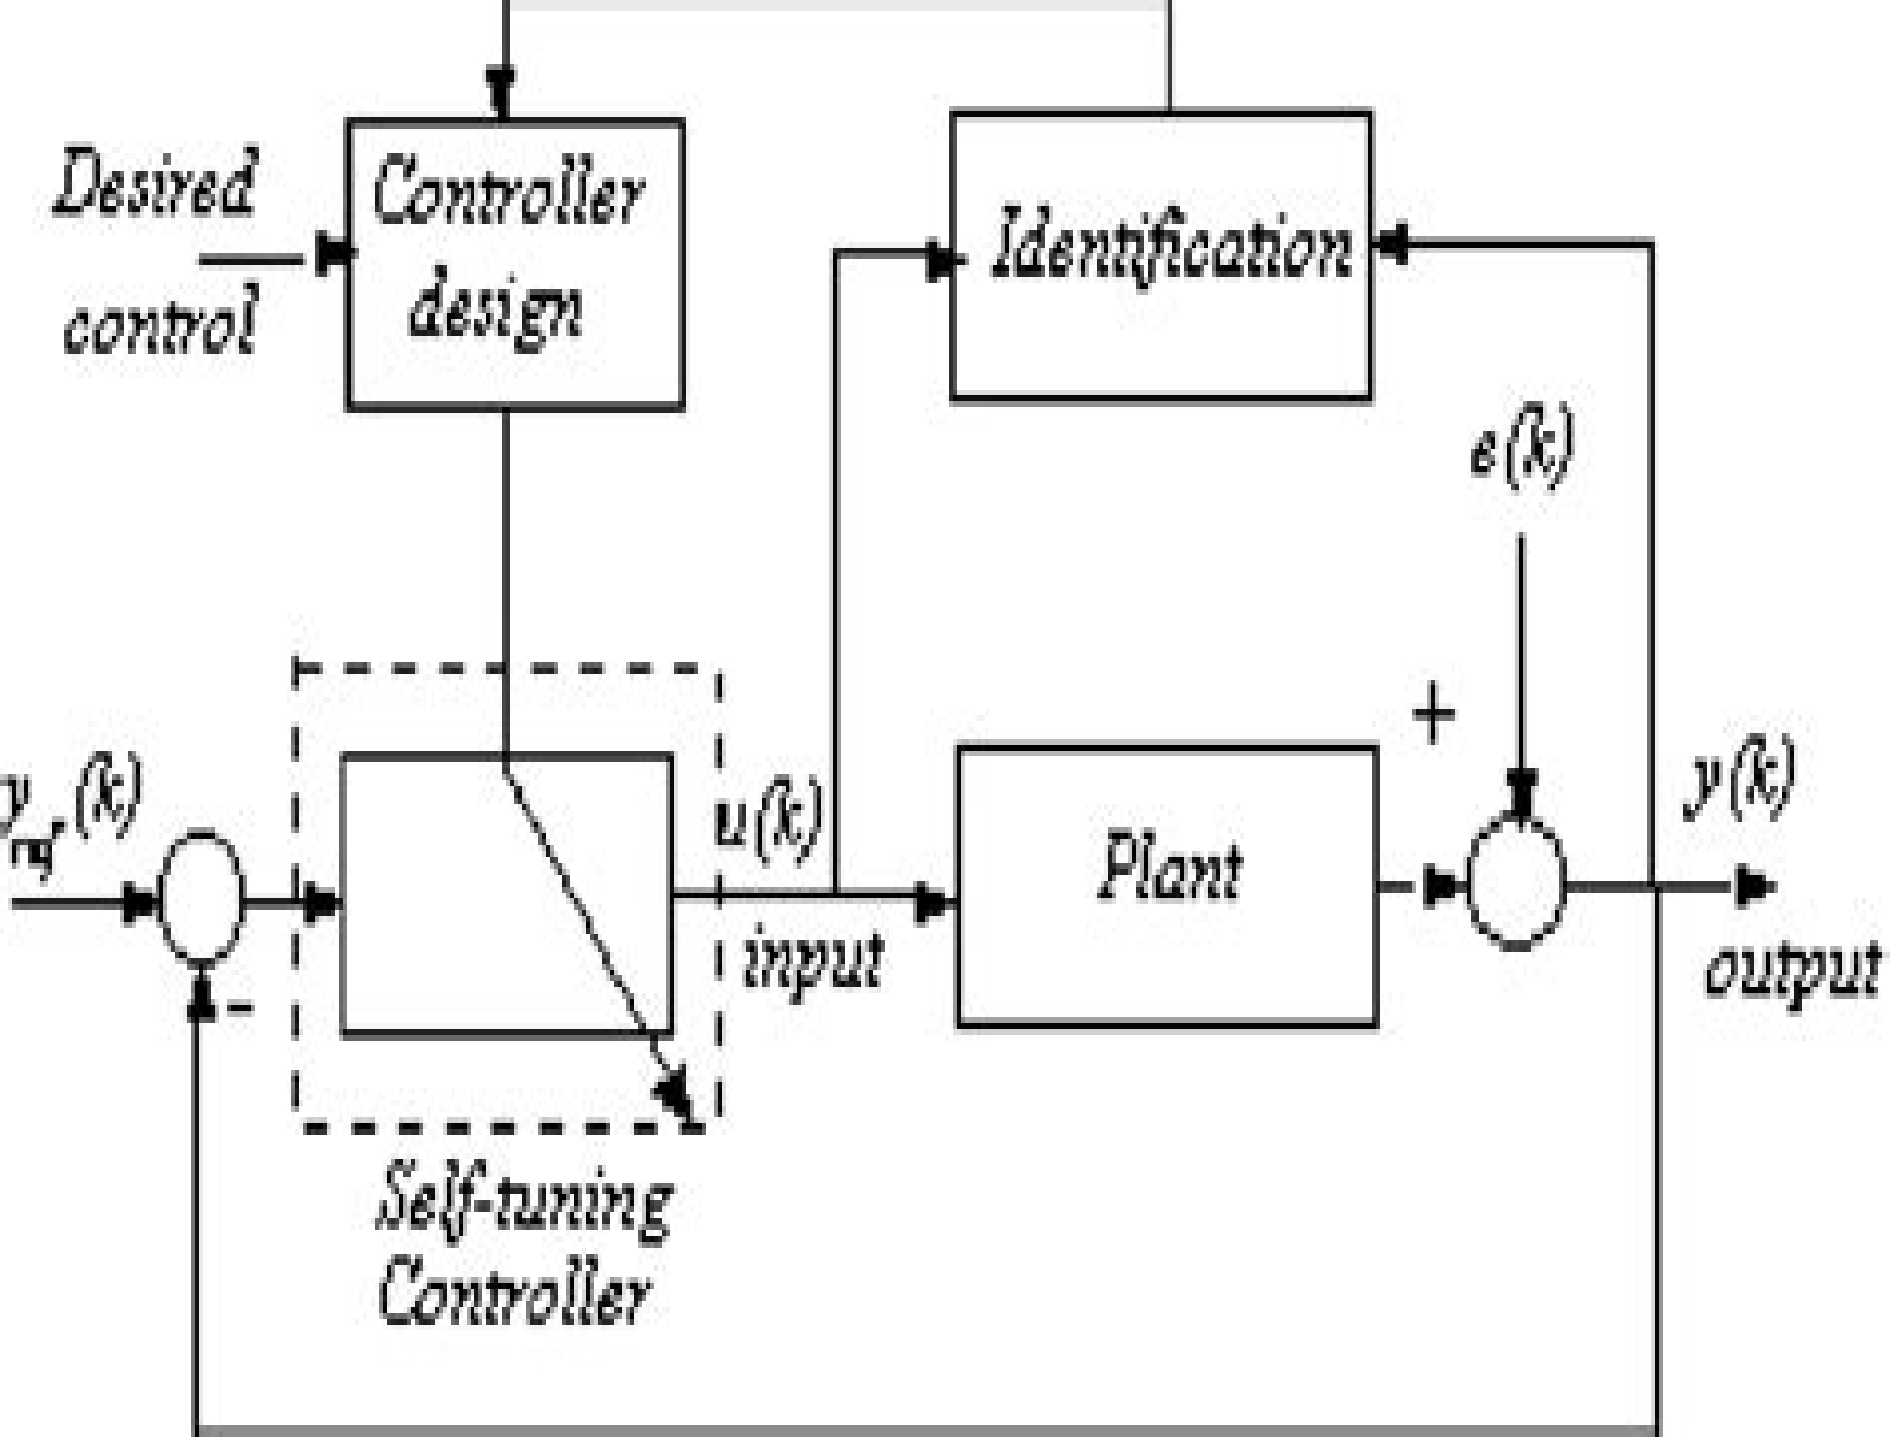 Desired
control
Controller
design
Identification
e(k)
+
y (k)
u(k)
Plant
y(k)
input
output
-
Self-tuning
Controller